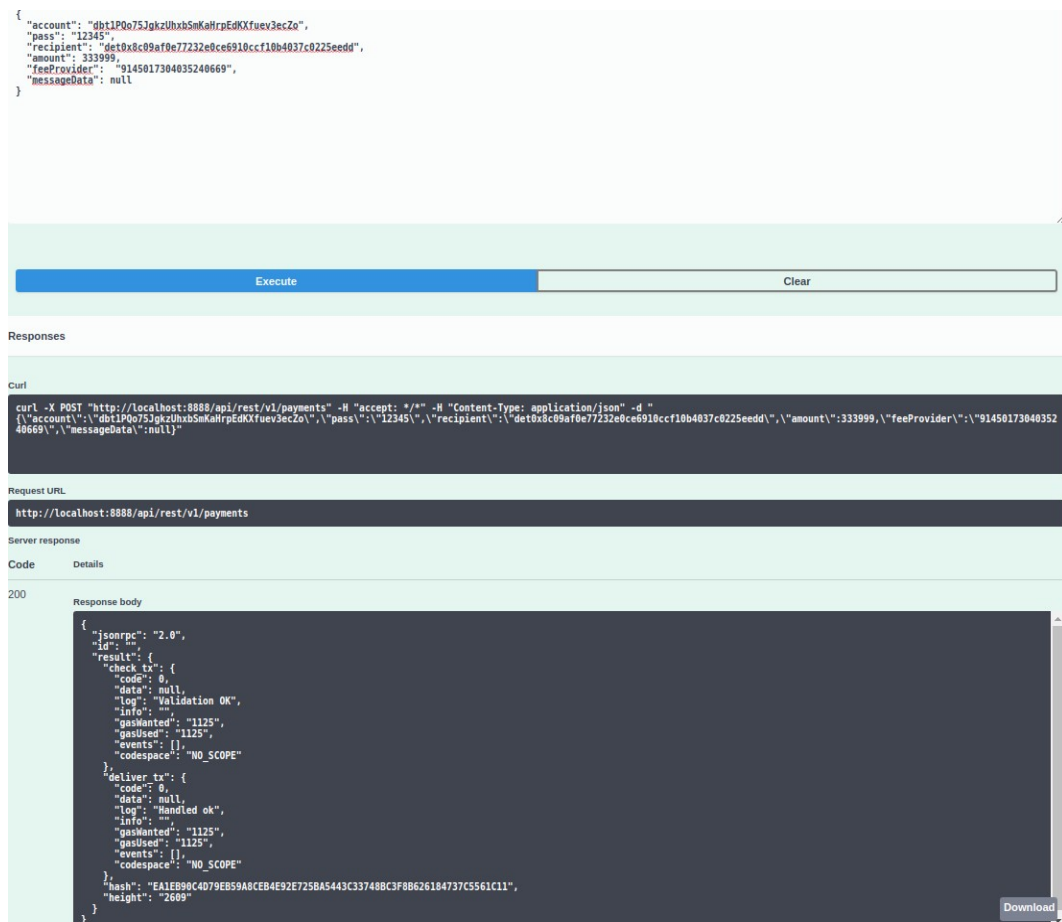 {
"account": "dbt1PQo75JgkzUhxbSmKaHrpEdKXfuev3ecZo",
"pass": "12345",
"recipient": "det0x8c09af0e77232e0ce6910ccf10b4037c0225eedd",
"amount": 333999,
"feeProvider":  "9145017304035240669",
"messageData": null
}
Execute
Clear
Responses
Curl
curl -X POST "http://localhost:8888/api/rest/v1/payments" -H "accept: */*" -H "Content-Type: application/json" -d "
{\"account\":\"dbt1PQo75JgkzUhxbSmKaHrpEdKXfuev3ecZo\",\"pass\":\"12345\",\"recipient\":\"det0x8c09af0e77232e0ce6910ccf10b4037c0225eedd\",\"amount\":333999,\"feeProvider\":\"91450173040352
40669\",\"messageData\":null}"
Request URL
http://localhost:8888/api/rest/v1/payments
Server response
Code Details
200
Response body
{
"jsonrpc": "2.0",
"id": "",
"result": {
"check_tx": {
"code": 0,
"data": null,
"log": "Validation OK",
"info": "",
"gasWanted": "1125",
"gasUsed": "1125",
"events": [],
"codespace": "NO_SCOPE"
},
"deliver_tx": {
"code": 0,
"data": null,
"log": "Handled ok",
"info": "",
"gasWanted": "1125",
"gasUsed": "1125",
"events": [],
"codespace": "NO_SCOPE"
},
"hash": "EA1EB90C4D79EB59A8CEB4E92E725BA5443C33748BC3F8B626184737C5561C11",
"height": "2609"
}
}
Download